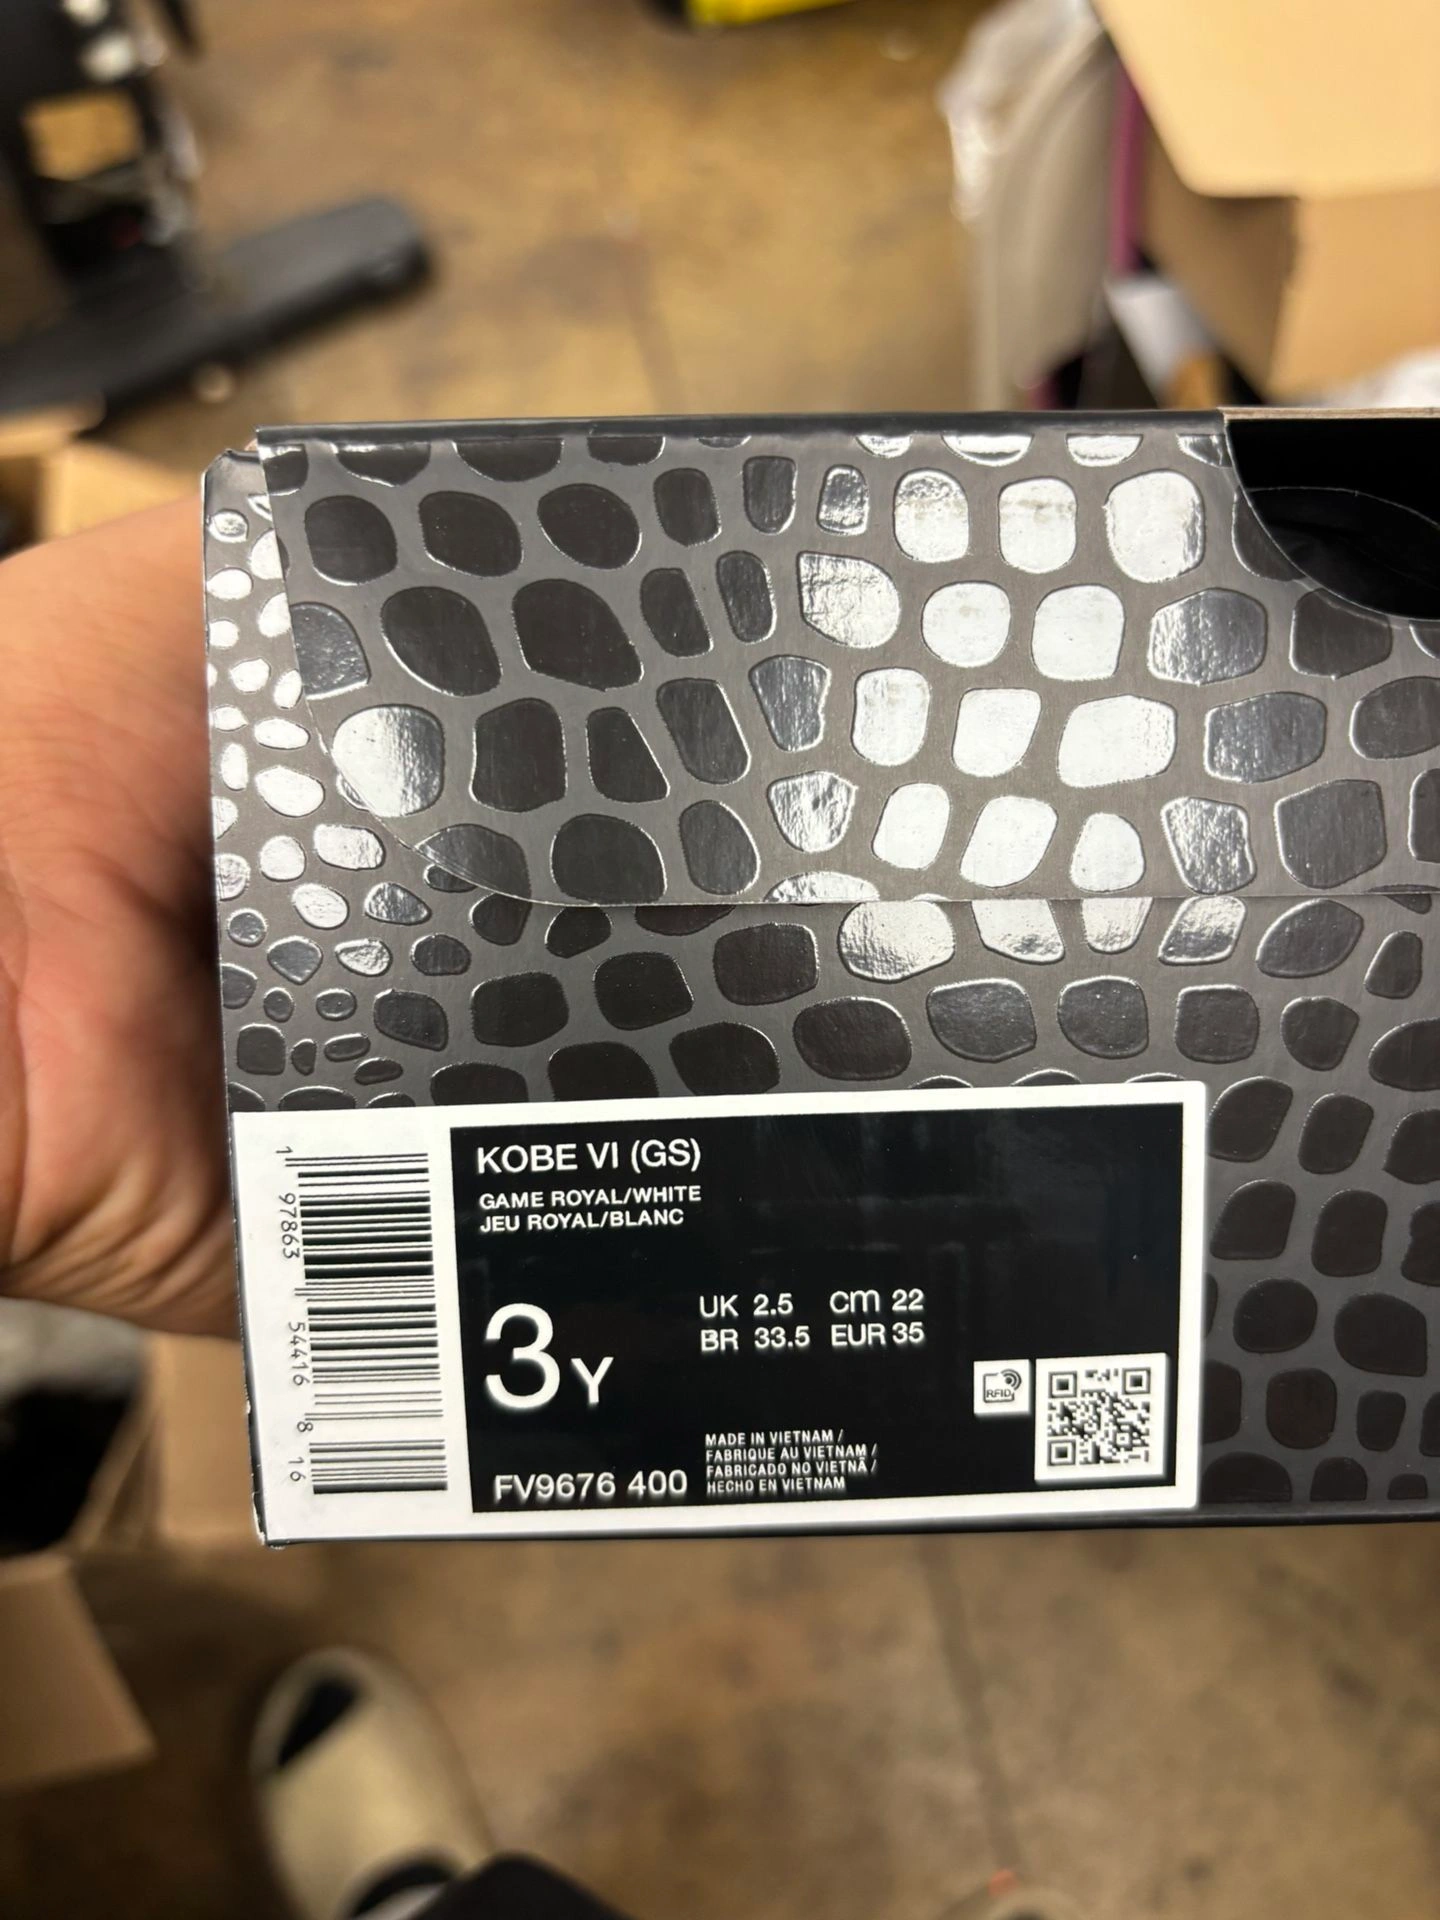 KOBE VI (GS)
GAME ROYAL/WHITE
JEU ROYAL/BLANC
3Y
UK 2.5 CM 22
BR 33.5 EUR 35
RFID
FV9676 400
MADE IN VIETNAM /
FABRIQUE AU VIETNAM /
FABRICADO NO VIETNÃ /
HECHO EN VIETNAM
1 97863 54416 8 16